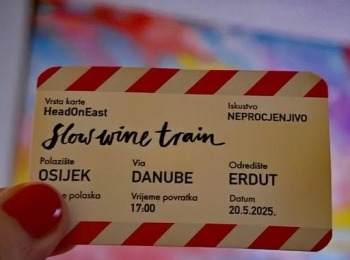 Vrsta karte
HeadOnEast
Iskustvo
NEPROCJENJIVO
Slow wine train
Polazište
OSIJEK
Via
DANUBE
Odredište
ERDUT
polaska
Vrijeme povratka
17:00
Datum
20.5.2025.